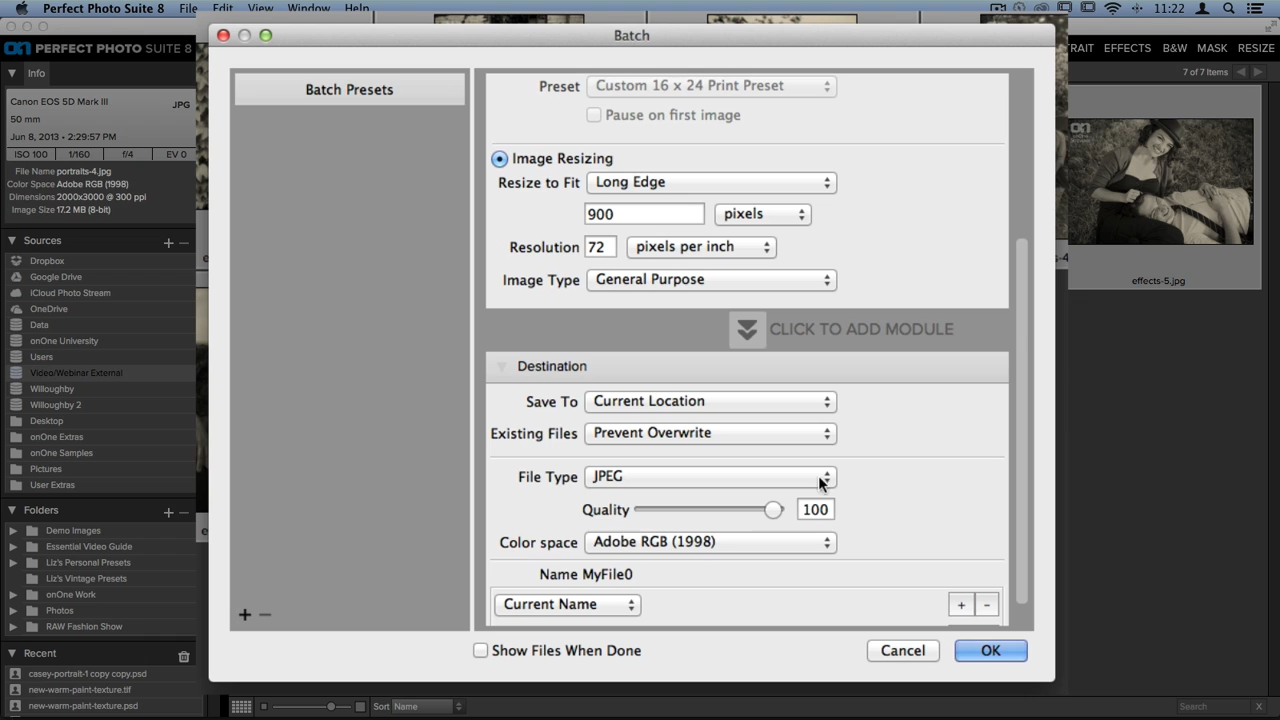 Perfect Photo Suite 8 File Edit View Window Help 11:22
Batch
on PERFECT PHOTO SUITE 8
TRAIT EFFECTS B&W MASK RESIZE
Info
7 of 7 Items
Canon EOS 5D Mark III JPG
50 mm
Jun 8, 2013 • 2:29:57 PM
ISO 100 1/160 f/4 EV 0
File Name portraits-4.jpg
Color Space Adobe RGB (1998)
Dimensions 2000x3000 @ 300 ppi
Image Size 17.2 MB (8-bit)
Sources + −
Dropbox
Google Drive
iCloud Photo Stream
OneDrive
Data
onOne University
Users
Video/Webinar External
Willoughby
Willoughby 2
Desktop
onOne Extras
onOne Samples
Pictures
User Extras
Folders + −
Demo Images
Essential Video Guide
Liz's Personal Presets
Liz's Vintage Presets
onOne Work
Photos
RAW Fashion Show
Recent
casey-portrait-1 copy copy.psd
new-warm-paint-texture.tif
new-warm-paint-texture.psd
Batch Presets
+ −
Preset Custom 16 x 24 Print Preset
Pause on first image
Image Resizing
Resize to Fit Long Edge
900 pixels
Resolution 72 pixels per inch
Image Type General Purpose
CLICK TO ADD MODULE
Destination
Save To Current Location
Existing Files Prevent Overwrite
File Type JPEG
Quality 100
Color space Adobe RGB (1998)
Name MyFile0
Current Name + -
Show Files When Done Cancel OK
on
effects-5.jpg
Sort Name
Search X